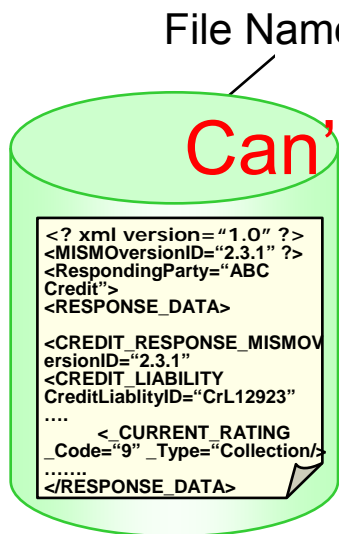 File Name
Can'
<? xml version="1.0" ?>
<MISMOversionID="2.3.1" ?>
<RespondingParty="ABC
Credit">
<RESPONSE_DATA>
<CREDIT_RESPONSE_MISMOV
ersionID="2.3.1"
<CREDIT_LIABILITY
CreditLiablityID="CrL12923"
....
<_CURRENT_RATING
_Code="9" _Type="Collection/>
.......
</RESPONSE_DATA>